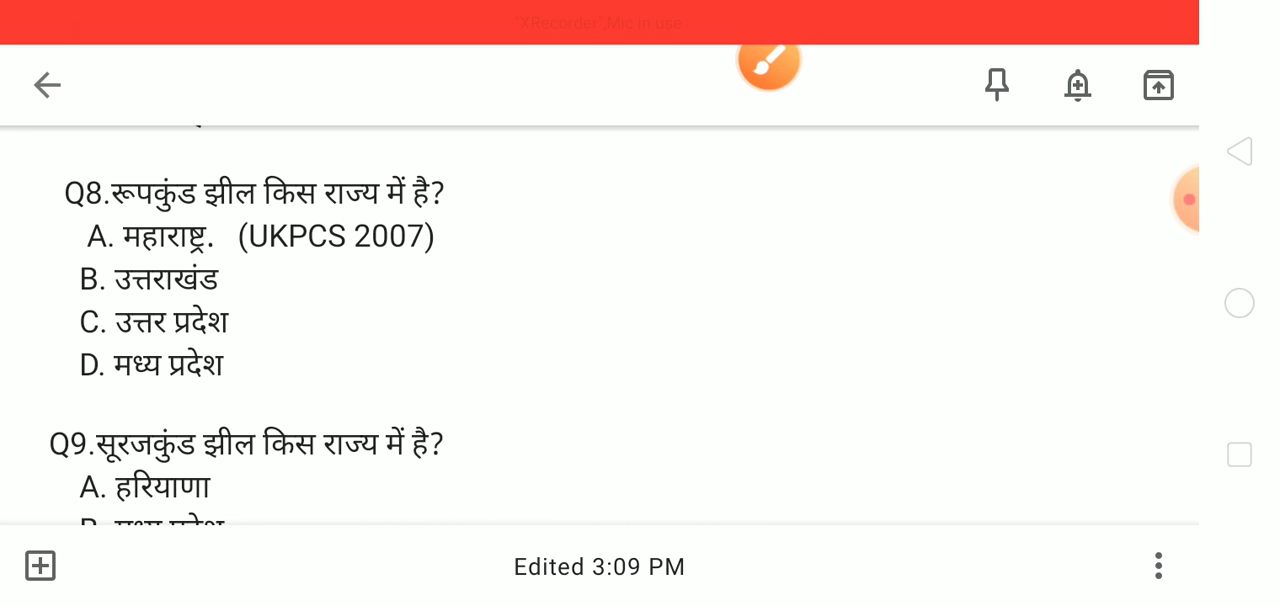 "XRecorder",Mic in use
Q8.रूपकुंड झील किस राज्य में है?
A. महाराष्ट्र. (UKPCS 2007)
B. उत्तराखंड
C. उत्तर प्रदेश
D. मध्य प्रदेश
Q9.सूरजकुंड झील किस राज्य में है?
A. हरियाणा
Edited 3:09 PM